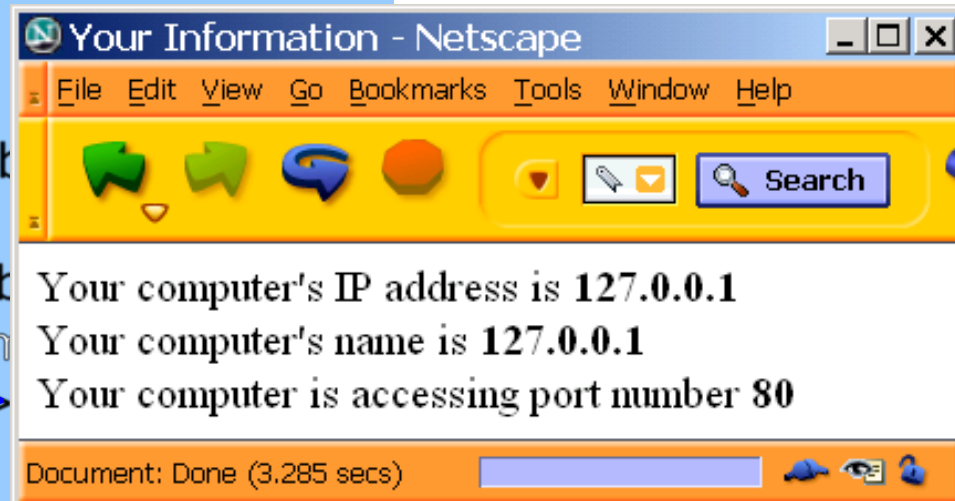 Your Information - Netscape
File Edit View Go Bookmarks Tools Window Help
Search
Your computer's IP address is 127.0.0.1
Your computer's name is 127.0.0.1
Your computer is accessing port number 80
Document: Done (3.285 secs)